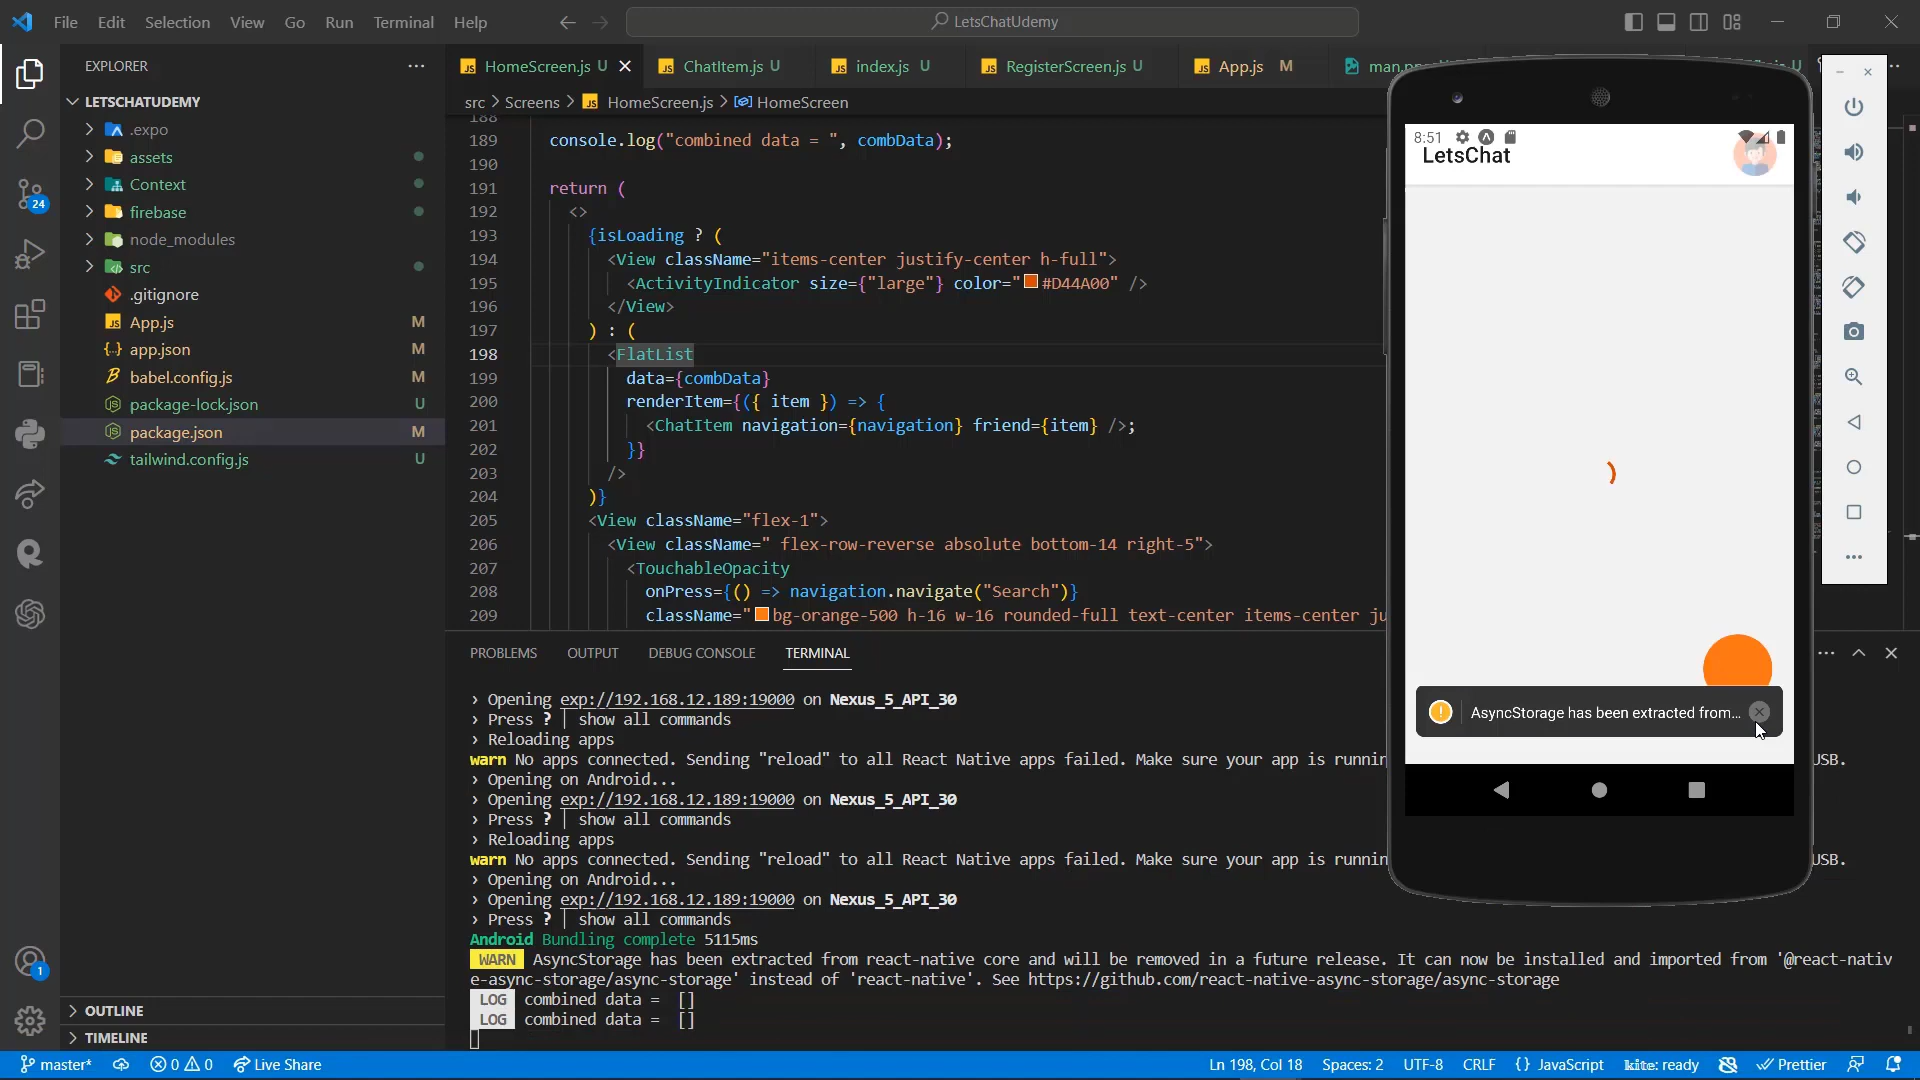 File Edit Selection View Go Run Terminal Help
LetsChatUdemy
EXPLORER
LETSCHATUDEMY
.expo
assets
Context
firebase
node_modules
src
.gitignore
App.js M
app.json M
babel.config.js M
package-lock.json U
package.json M
tailwind.config.js U
OUTLINE
TIMELINE
24
1
HomeScreen.js U
ChatItem.js U
index.js U
RegisterScreen.js U
App.js M
src > Screens > HomeScreen.js > HomeScreen
188
189 console.log("combined data = ", combData);
190
191 return (
192 <>
193 {isLoading ? (
194 <View className="items-center justify-center h-full">
195 <ActivityIndicator size={"large"} color="#D44A00" />
196 </View>
197 ) : (
198 <FlatList
199 data={combData}
200 renderItem={({ item }) => {
201 <ChatItem navigation={navigation} friend={item} />;
202 }}
203 />
204 )}
205 <View className="flex-1">
206 <View className=" flex-row-reverse absolute bottom-14 right-5">
207 <TouchableOpacity
208 onPress={() => navigation.navigate("Search")}
209 className="bg-orange-500 h-16 w-16 rounded-full text-center items-center ju
PROBLEMS OUTPUT DEBUG CONSOLE TERMINAL
› Opening exp://192.168.12.189:19000 on Nexus_5_API_30
› Press ? │ show all commands
› Reloading apps
warn No apps connected. Sending "reload" to all React Native apps failed. Make sure your app is runnin USB.
› Opening on Android...
› Opening exp://192.168.12.189:19000 on Nexus_5_API_30
› Press ? │ show all commands
› Reloading apps
warn No apps connected. Sending "reload" to all React Native apps failed. Make sure your app is runnin USB.
› Opening on Android...
› Opening exp://192.168.12.189:19000 on Nexus_5_API_30
› Press ? │ show all commands
Android Bundling complete 5115ms
WARN AsyncStorage has been extracted from react-native core and will be removed in a future release. It can now be installed and imported from '@react-nativ
e-async-storage/async-storage' instead of 'react-native'. See https://github.com/react-native-async-storage/async-storage
LOG combined data = []
LOG combined data = []
8:51
LetsChat
AsyncStorage has been extracted from...
master* 0 0 Live Share
Ln 198, Col 18 Spaces: 2 UTF-8 CRLF {} JavaScript kite: ready Prettier